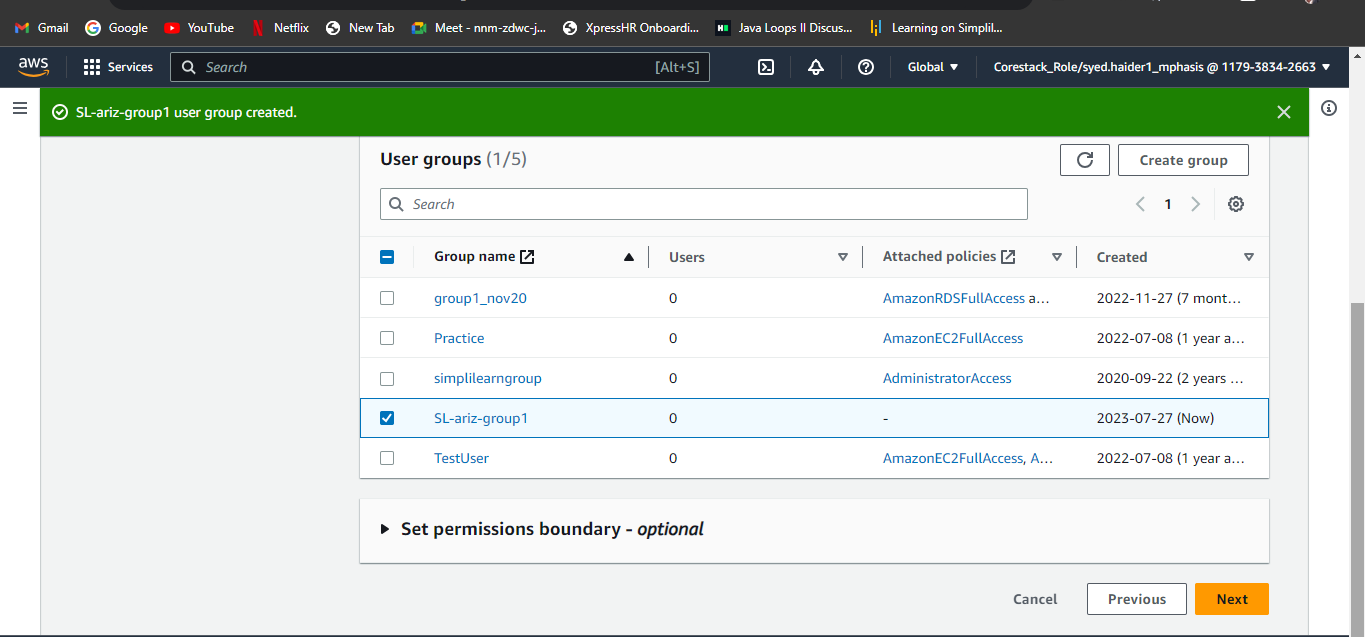 Gmail Google YouTube Netflix New Tab Meet - nnm-zdwc-j... XpressHR Onboardi... Java Loops II Discus... Learning on Simplil...
aws Services Search [Alt+S] Global Corestack_Role/syed.haider1_mphasis @ 1179-3834-2663
SL-ariz-group1 user group created.
User groups (1/5) Create group
Search 1
Group name Users Attached policies Created
group1_nov20 0 AmazonRDSFullAccess a... 2022-11-27 (7 mont...
Practice 0 AmazonEC2FullAccess 2022-07-08 (1 year a...
simplilearngroup 0 AdministratorAccess 2020-09-22 (2 years ...
SL-ariz-group1 0 - 2023-07-27 (Now)
TestUser 0 AmazonEC2FullAccess, A... 2022-07-08 (1 year a...
Set permissions boundary - optional
Cancel Previous Next